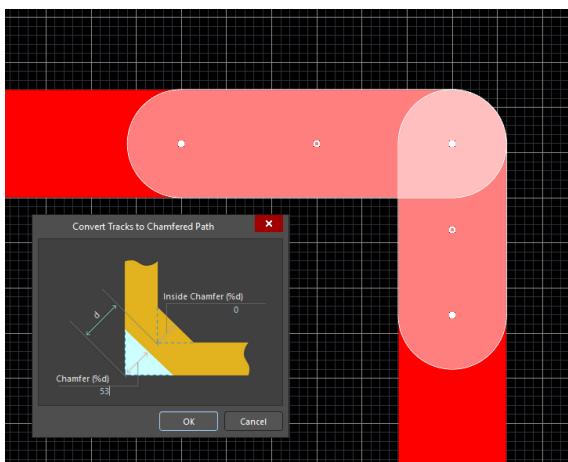 Convert Tracks to Chamfered Path
×
Inside Chamfer (%d)
0
d
Chamfer (%d)
53
OK
Cancel